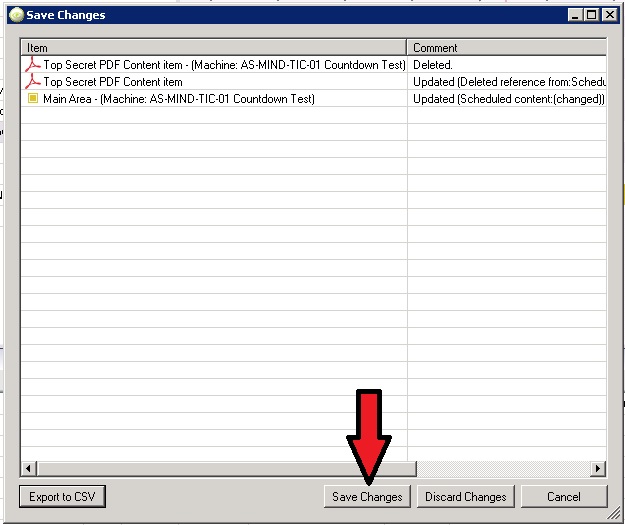 Save Changes
Item Comment
Top Secret PDF Content item - (Machine: AS-MIND-TIC-01 Countdown Test) Deleted.
Top Secret PDF Content item Updated (Deleted reference from:Schedu
Main Area - (Machine: AS-MIND-TIC-01 Countdown Test) Updated (Scheduled content:(changed))
Export to CSV Save Changes Discard Changes Cancel